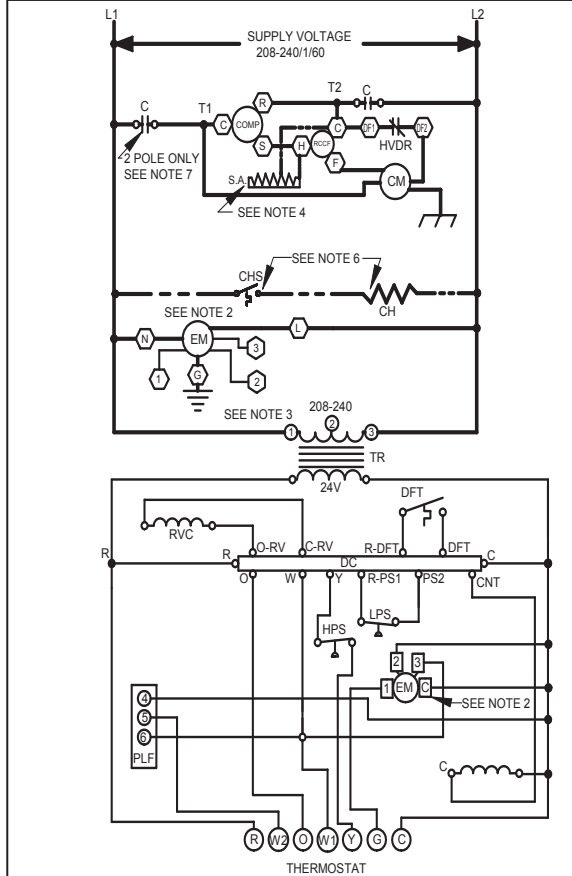 L1 L2
SUPPLY VOLTAGE
208-240/1/60
C T1 C COMP R T2 C
S H RCCF C DF1 HVDR DF2
2 POLE ONLY
SEE NOTE 7
F CM
S.A.
SEE NOTE 4
SEE NOTE 6
CHS
CH
SEE NOTE 2
N EM L
3
1 G 2
SEE NOTE 3 208-240
1 2 3
TR
24V
DFT
RVC
R R O-RV C-RV R-DFT DFT C
DC
O W Y R-PS1 PS2 CNT
LPS
HPS
2 3
1 EM C
SEE NOTE 2
4
5
6
PLF
C
R W2 O W1 Y G C
THERMOSTAT